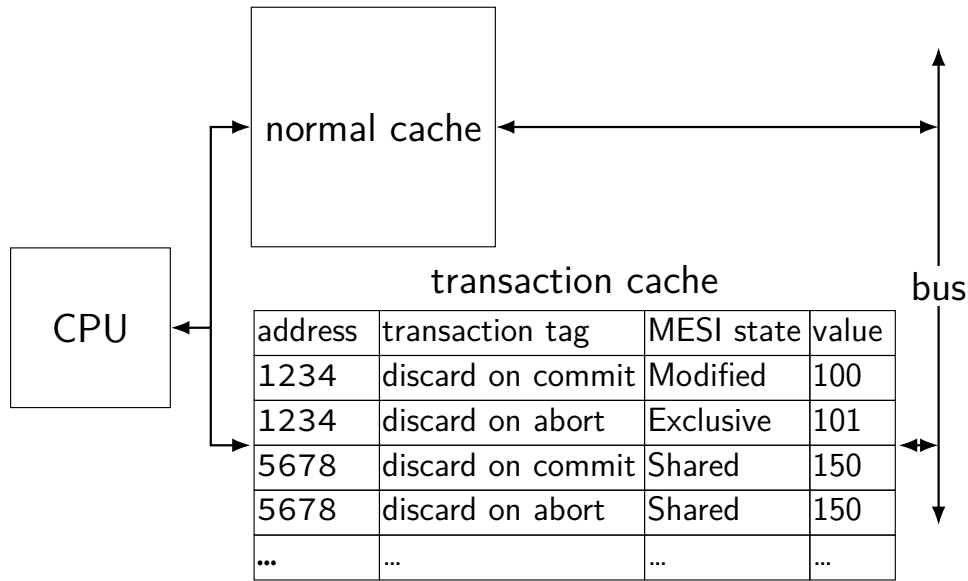 normal cache
transaction cache
bus
CPU
address transaction tag MESI state value
1234 discard on commit Modified 100
1234 discard on abort Exclusive 101
5678 discard on commit Shared 150
5678 discard on abort Shared 150
... ... ... ...